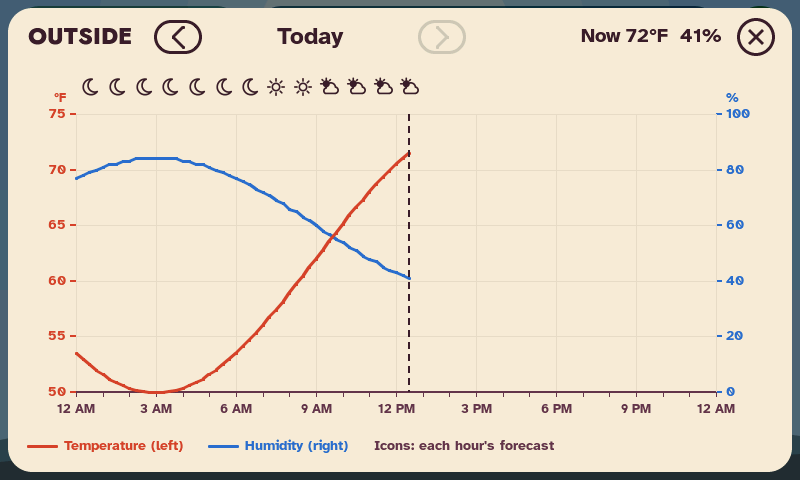 OUTSIDE Today Now 72°F 41%
°F %
75 100
70 80
65 60
60 40
55 20
50 0
12 AM 3 AM 6 AM 9 AM 12 PM 3 PM 6 PM 9 PM 12 AM
Temperature (left) Humidity (right) Icons: each hour's forecast